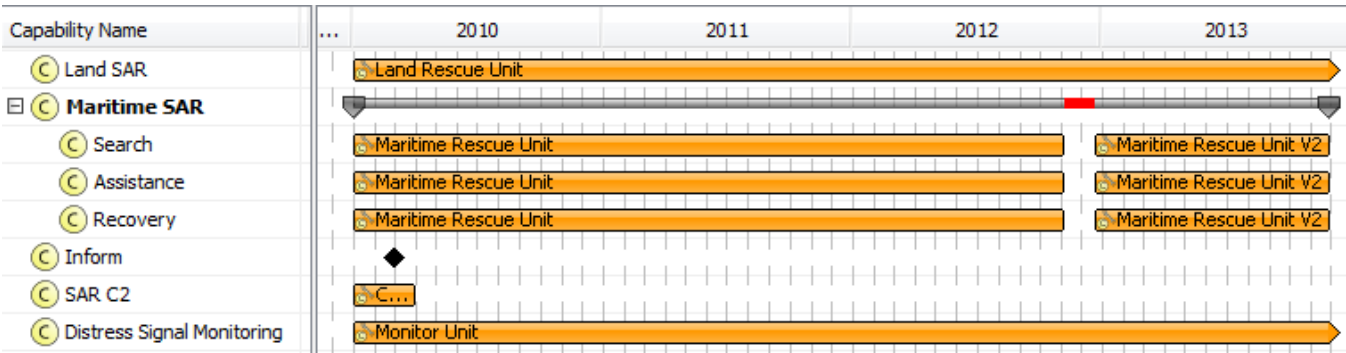 Capability Name ... 2010 2011 2012 2013
C Land SAR Land Rescue Unit
C Maritime SAR
C Search Maritime Rescue Unit Maritime Rescue Unit V2
C Assistance Maritime Rescue Unit Maritime Rescue Unit V2
C Recovery Maritime Rescue Unit Maritime Rescue Unit V2
C Inform
C SAR C2 C...
C Distress Signal Monitoring Monitor Unit